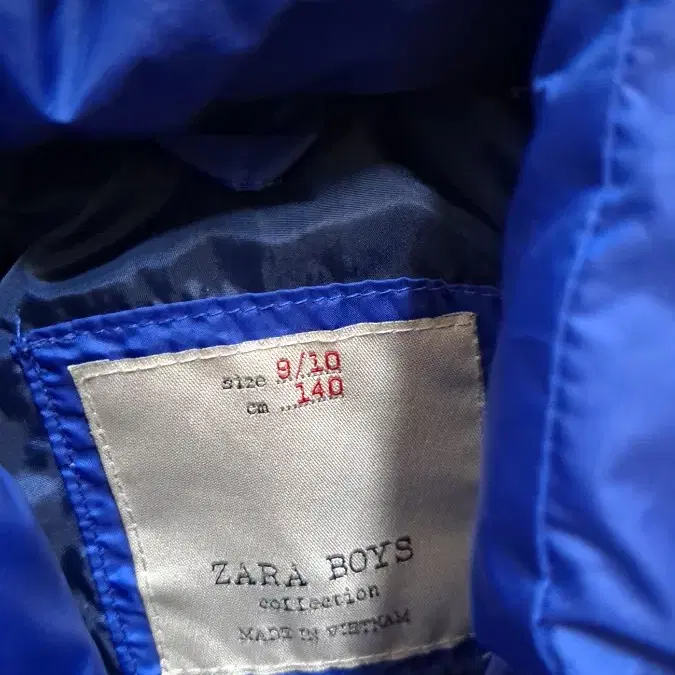 size 9/10
cm 140
ZARA BOYS
collection
MADE IN VIETNAM